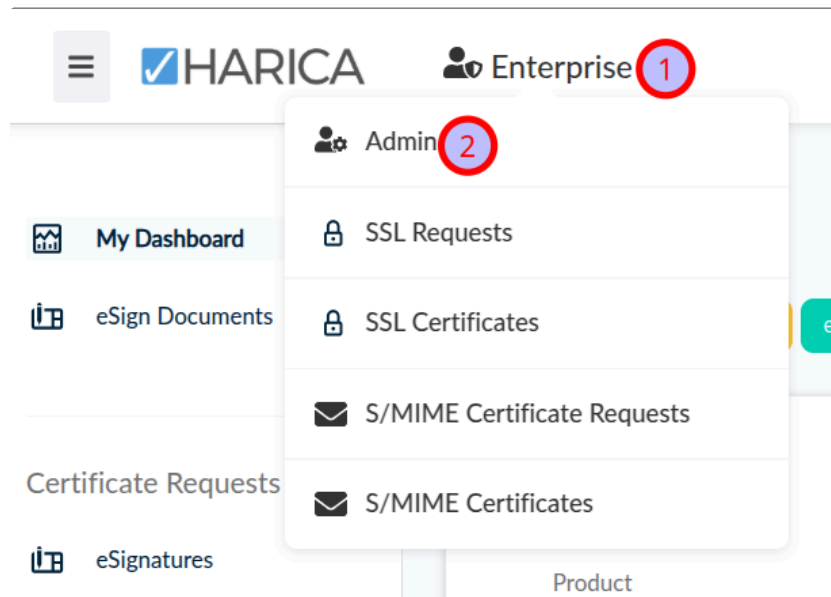 HARICA
Enterprise 1
Admin 2
SSL Requests
SSL Certificates
S/MIME Certificate Requests
S/MIME Certificates
My Dashboard
eSign Documents
Certificate Requests
eSignatures
Product